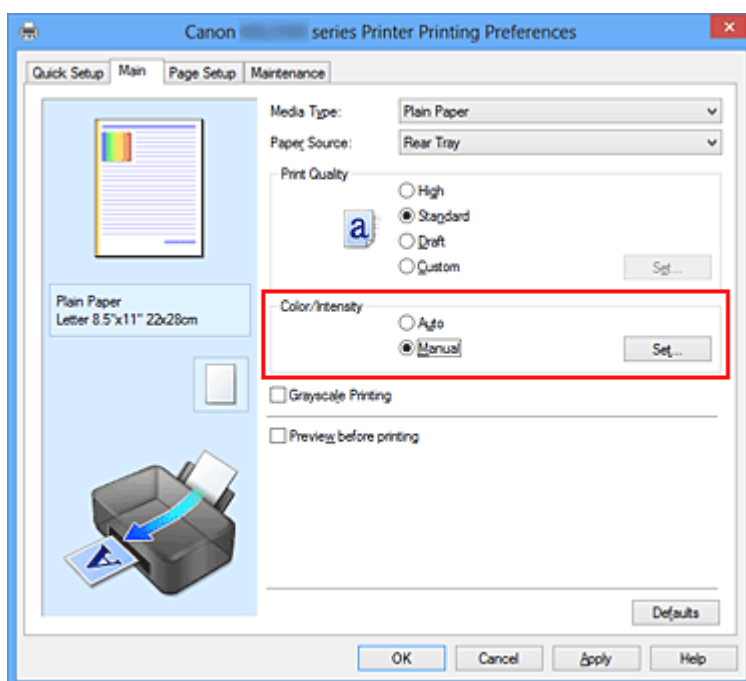 Canon series Printer Printing Preferences
Quick Setup Main Page Setup Maintenance
Media Type: Plain Paper
Paper Source: Rear Tray
Print Quality
High
Standard
Draft
Custom Set...
a
Plain Paper
Letter 8.5"x11" 22x28cm
Color/Intensity
Auto
Manual Set...
Grayscale Printing
Preview before printing
A
Defaults
OK Cancel Apply Help